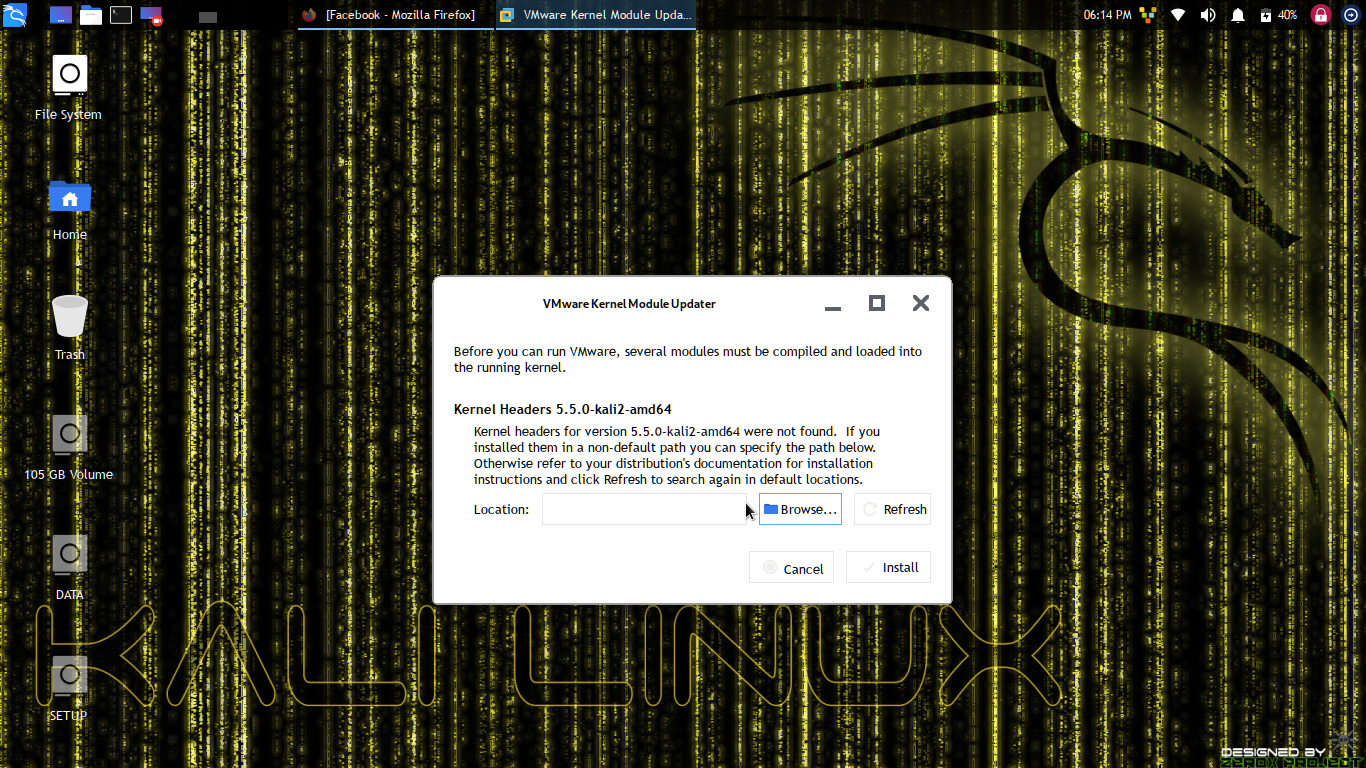 [Facebook - Mozilla Firefox]
VMware Kernel Module Upda...
06:14 PM
40%
File System
Home
Trash
105 GB Volume
DATA
SETUP
VMware Kernel Module Updater
Before you can run VMware, several modules must be compiled and loaded into
the running kernel.
Kernel Headers 5.5.0-kali2-amd64
Kernel headers for version 5.5.0-kali2-amd64 were not found. If you
installed them in a non-default path you can specify the path below.
Otherwise refer to your distribution's documentation for installation
instructions and click Refresh to search again in default locations.
Location:
Browse...
Refresh
Cancel
Install
KALI LINUX
DESIGNED BY
ZEROX PROJECT